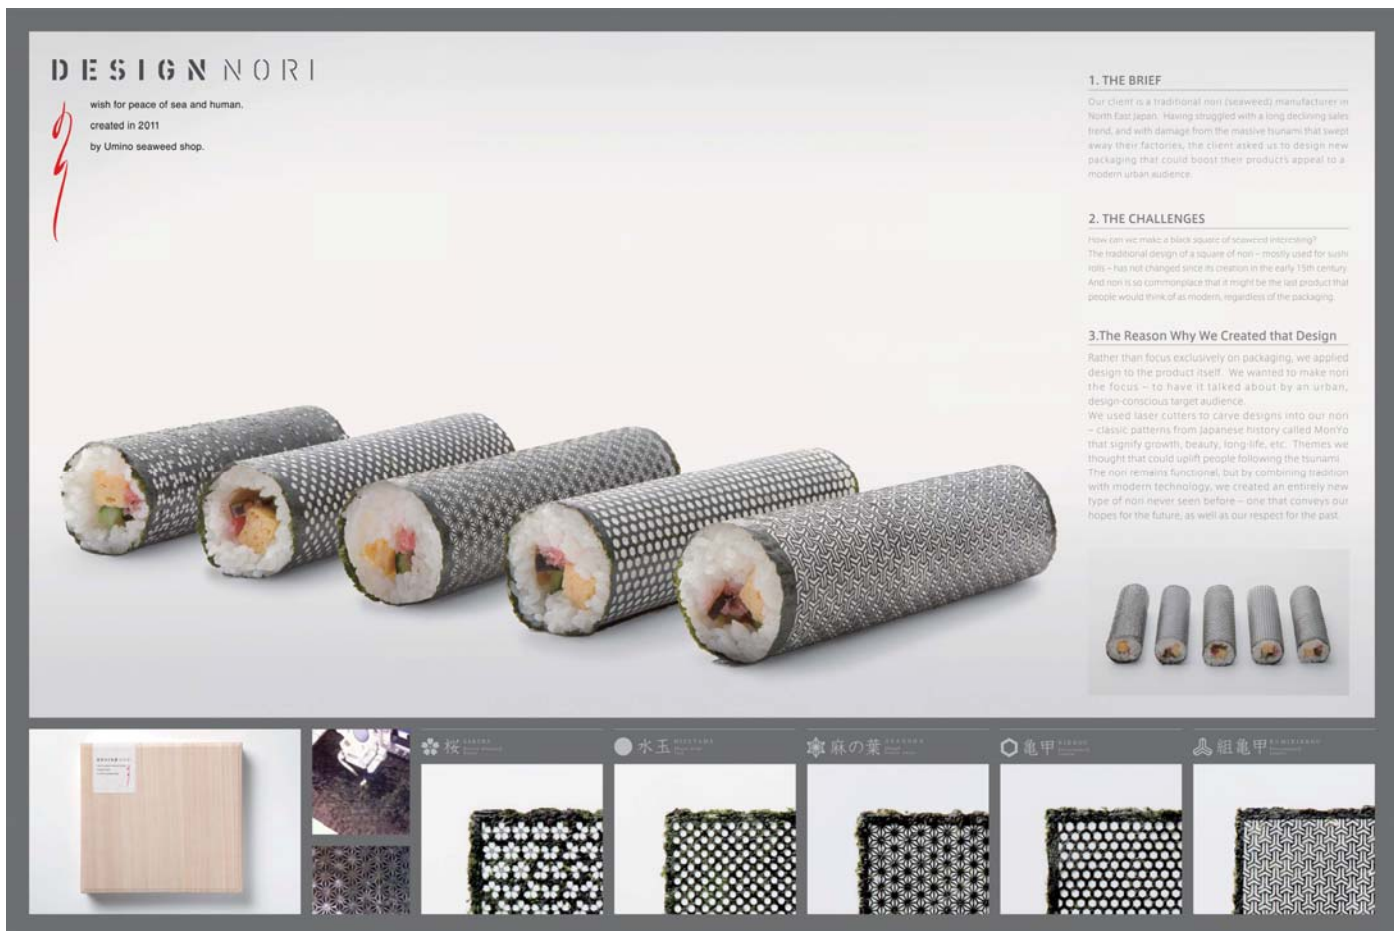 DESIGN NORI
wish for peace of sea and human.
created in 2011
by Umino seaweed shop.
1. THE BRIEF
Our client is a traditional nori (seaweed) manufacturer in
North East Japan. Having struggled with a long declining sales
trend, and with damage from the massive tsunami that swept
away their factories, the client asked us to design new
packaging that could boost their product's appeal to a
modern urban audience.
2. THE CHALLENGES
How can we make a black square of seaweed interesting?
The traditional design of a square of nori – mostly used for sushi
rolls – has not changed since its creation in the early 15th century.
And nori is so commonplace that it might be the last product that
people would think of as modern, regardless of the packaging.
3.The Reason Why We Created that Design
Rather than focus exclusively on packaging, we applied
design to the product itself. We wanted to make nori
the focus – to have it talked about by an urban,
design-conscious target audience.
We used laser cutters to carve designs into our nori
– classic patterns from Japanese history called MonYo
that signify growth, beauty, long-life, etc. Themes we
thought that could uplift people following the tsunami.
The nori remains functional, but by combining tradition
with modern technology, we created an entirely new
type of nori never seen before – one that conveys our
hopes for the future, as well as our respect for the past.
桜 SAKURA
水玉 MIZUTAMA
麻の葉 ASANOHA
亀甲 KIKKOU
組亀甲 KUMIKIKKOU